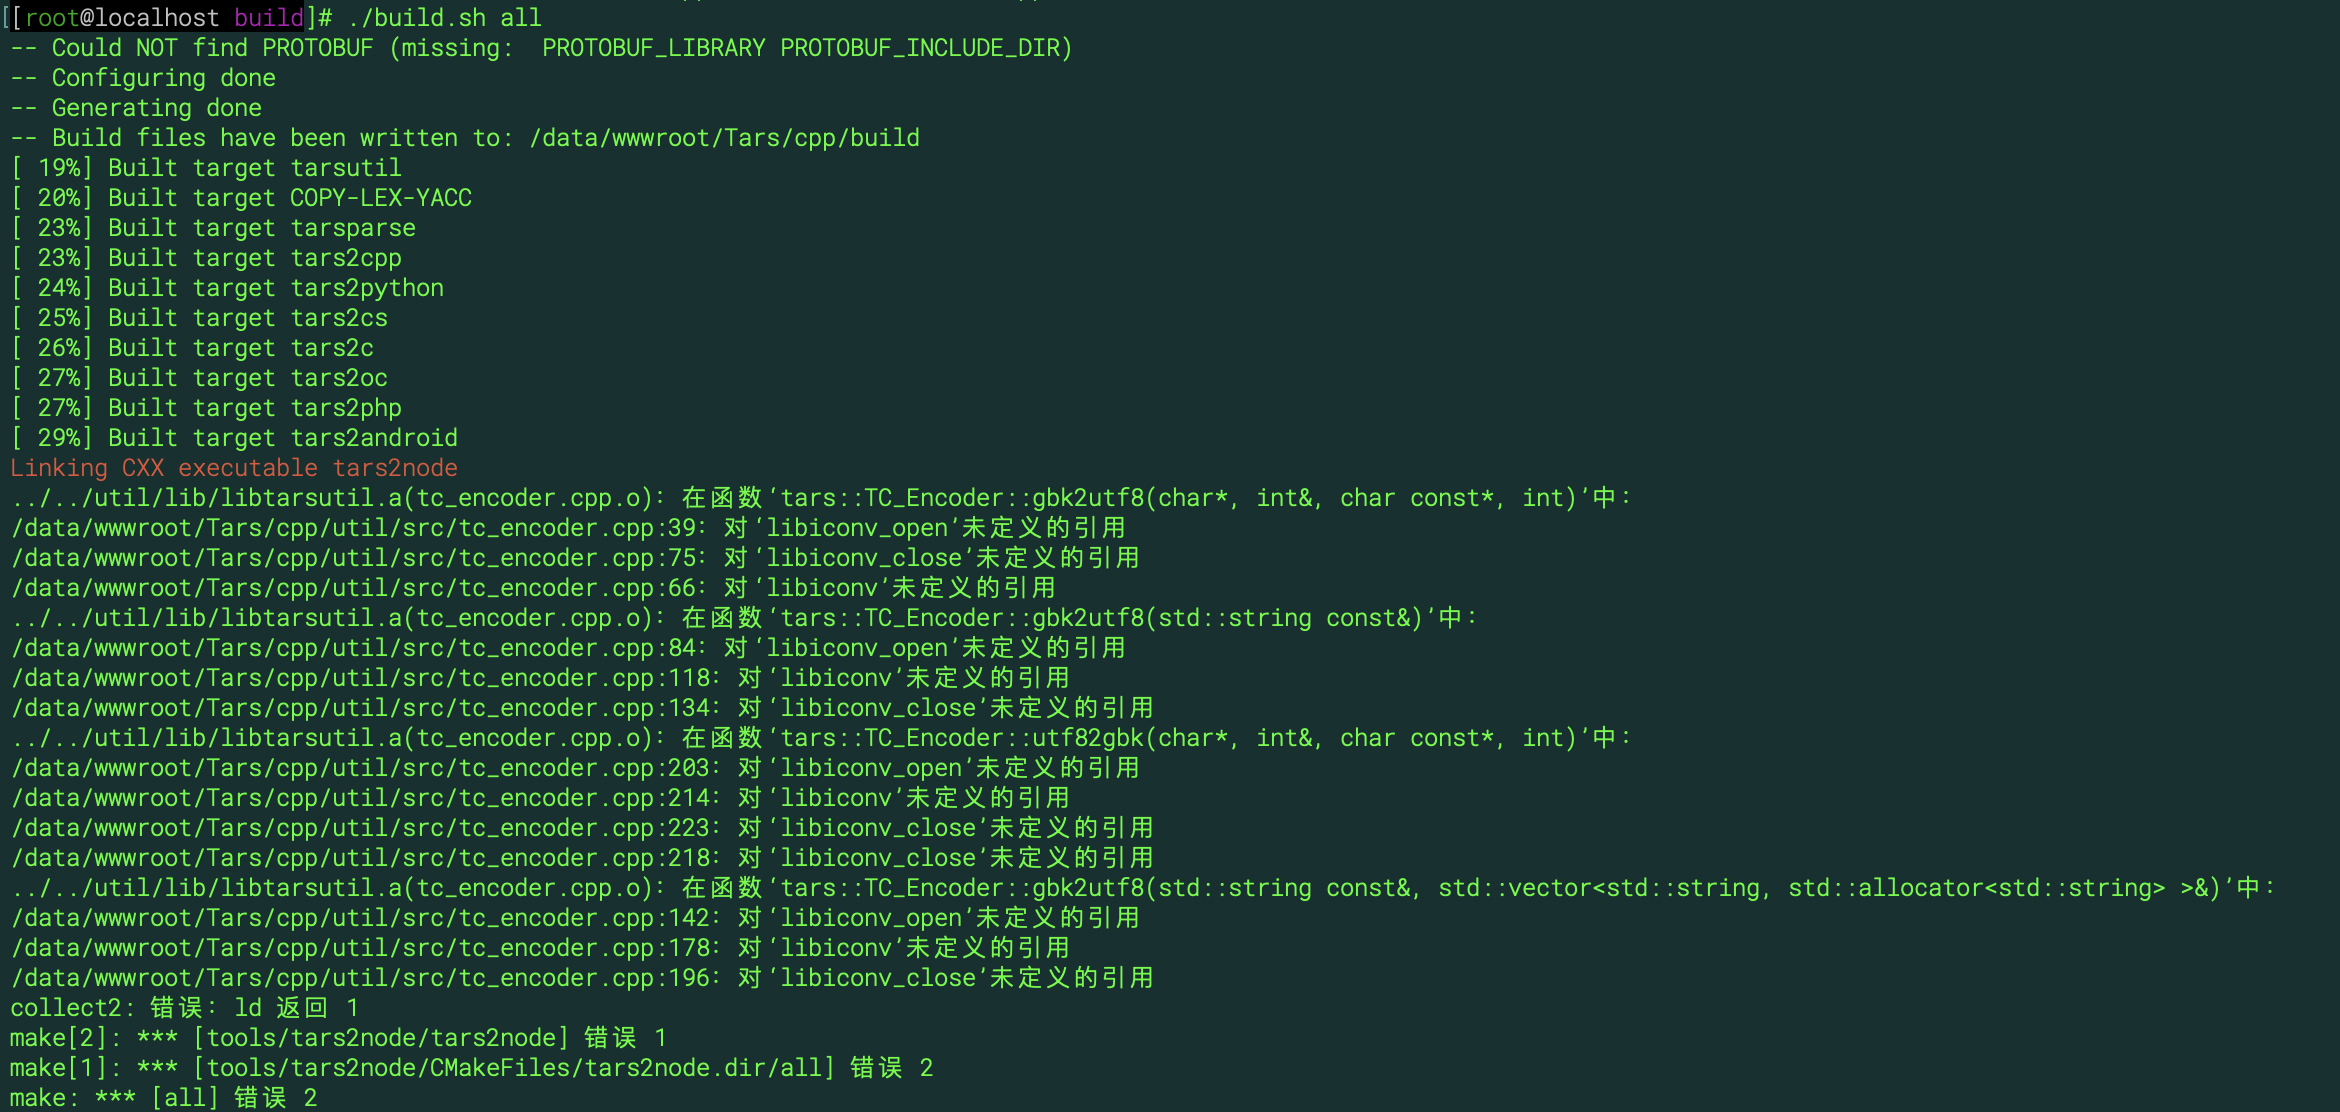 [[root@localhost build]# ./build.sh all
-- Could NOT find PROTOBUF (missing:  PROTOBUF_LIBRARY PROTOBUF_INCLUDE_DIR)
-- Configuring done
-- Generating done
-- Build files have been written to: /data/wwwroot/Tars/cpp/build
[ 19%] Built target tarsutil
[ 20%] Built target COPY-LEX-YACC
[ 23%] Built target tarsparse
[ 23%] Built target tars2cpp
[ 24%] Built target tars2python
[ 25%] Built target tars2cs
[ 26%] Built target tars2c
[ 27%] Built target tars2oc
[ 27%] Built target tars2php
[ 29%] Built target tars2android
Linking CXX executable tars2node
../../util/lib/libtarsutil.a(tc_encoder.cpp.o)：在函数‘tars::TC_Encoder::gbk2utf8(char*, int&, char const*, int)’中：
/data/wwwroot/Tars/cpp/util/src/tc_encoder.cpp:39：对‘libiconv_open’未定义的引用
/data/wwwroot/Tars/cpp/util/src/tc_encoder.cpp:75：对‘libiconv_close’未定义的引用
/data/wwwroot/Tars/cpp/util/src/tc_encoder.cpp:66：对‘libiconv’未定义的引用
../../util/lib/libtarsutil.a(tc_encoder.cpp.o)：在函数‘tars::TC_Encoder::gbk2utf8(std::string const&)’中：
/data/wwwroot/Tars/cpp/util/src/tc_encoder.cpp:84：对‘libiconv_open’未定义的引用
/data/wwwroot/Tars/cpp/util/src/tc_encoder.cpp:118：对‘libiconv’未定义的引用
/data/wwwroot/Tars/cpp/util/src/tc_encoder.cpp:134：对‘libiconv_close’未定义的引用
../../util/lib/libtarsutil.a(tc_encoder.cpp.o)：在函数‘tars::TC_Encoder::utf82gbk(char*, int&, char const*, int)’中：
/data/wwwroot/Tars/cpp/util/src/tc_encoder.cpp:203：对‘libiconv_open’未定义的引用
/data/wwwroot/Tars/cpp/util/src/tc_encoder.cpp:214：对‘libiconv’未定义的引用
/data/wwwroot/Tars/cpp/util/src/tc_encoder.cpp:223：对‘libiconv_close’未定义的引用
/data/wwwroot/Tars/cpp/util/src/tc_encoder.cpp:218：对‘libiconv_close’未定义的引用
../../util/lib/libtarsutil.a(tc_encoder.cpp.o)：在函数‘tars::TC_Encoder::gbk2utf8(std::string const&, std::vector<std::string, std::allocator<std::string> >&)’中：
/data/wwwroot/Tars/cpp/util/src/tc_encoder.cpp:142：对‘libiconv_open’未定义的引用
/data/wwwroot/Tars/cpp/util/src/tc_encoder.cpp:178：对‘libiconv’未定义的引用
/data/wwwroot/Tars/cpp/util/src/tc_encoder.cpp:196：对‘libiconv_close’未定义的引用
collect2: 错误：ld 返回 1
make[2]: *** [tools/tars2node/tars2node] 错误 1
make[1]: *** [tools/tars2node/CMakeFiles/tars2node.dir/all] 错误 2
make: *** [all] 错误 2